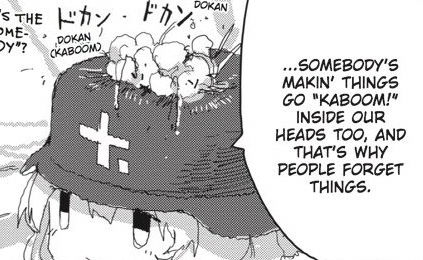 ...SOMEBODY'S
MAKIN' THINGS
GO "KABOOM!"
INSIDE OUR
HEADS TOO, AND
THAT'S WHY
PEOPLE FORGET
THINGS.
DOKAN
ドカン
ドカン
DOKAN
(KABOOM)
'S THE
OME-
DY"?